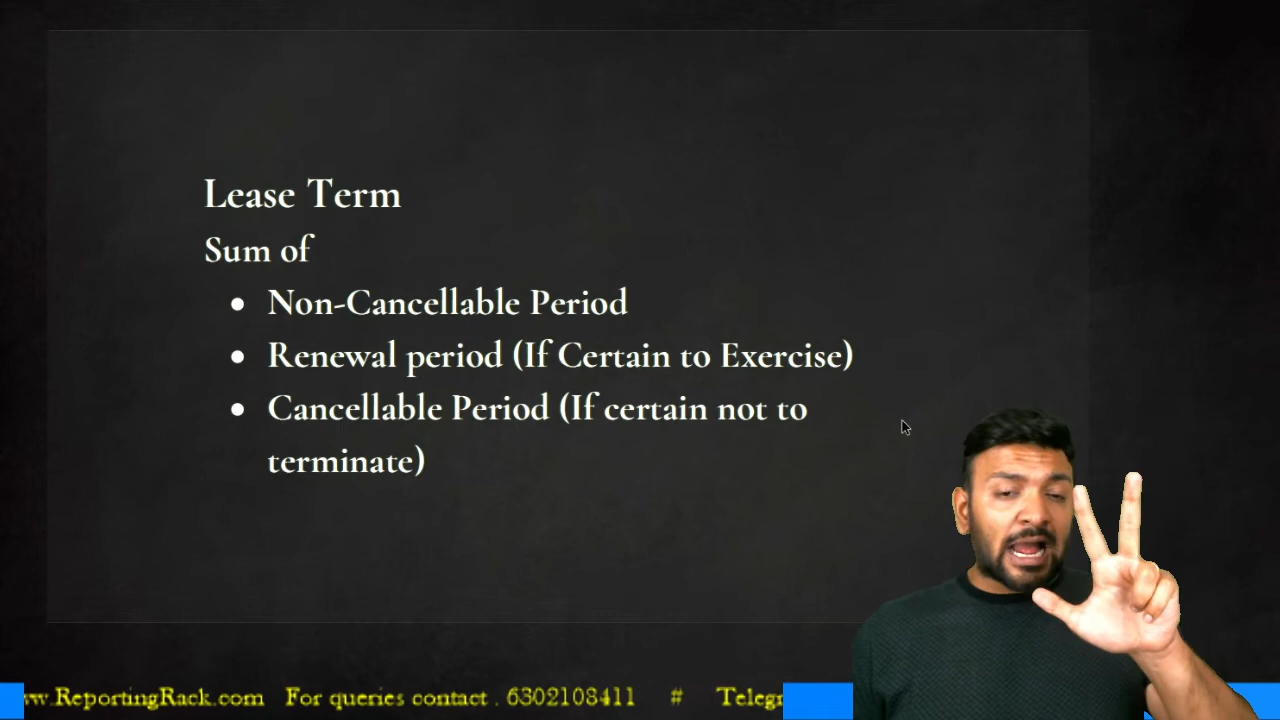 Lease Term
Sum of
• Non-Cancellable Period
• Renewal period (If Certain to Exercise)
• Cancellable Period (If certain not to
terminate)
w.ReportingRack.com For queries contact . 6302108411 # Telegr